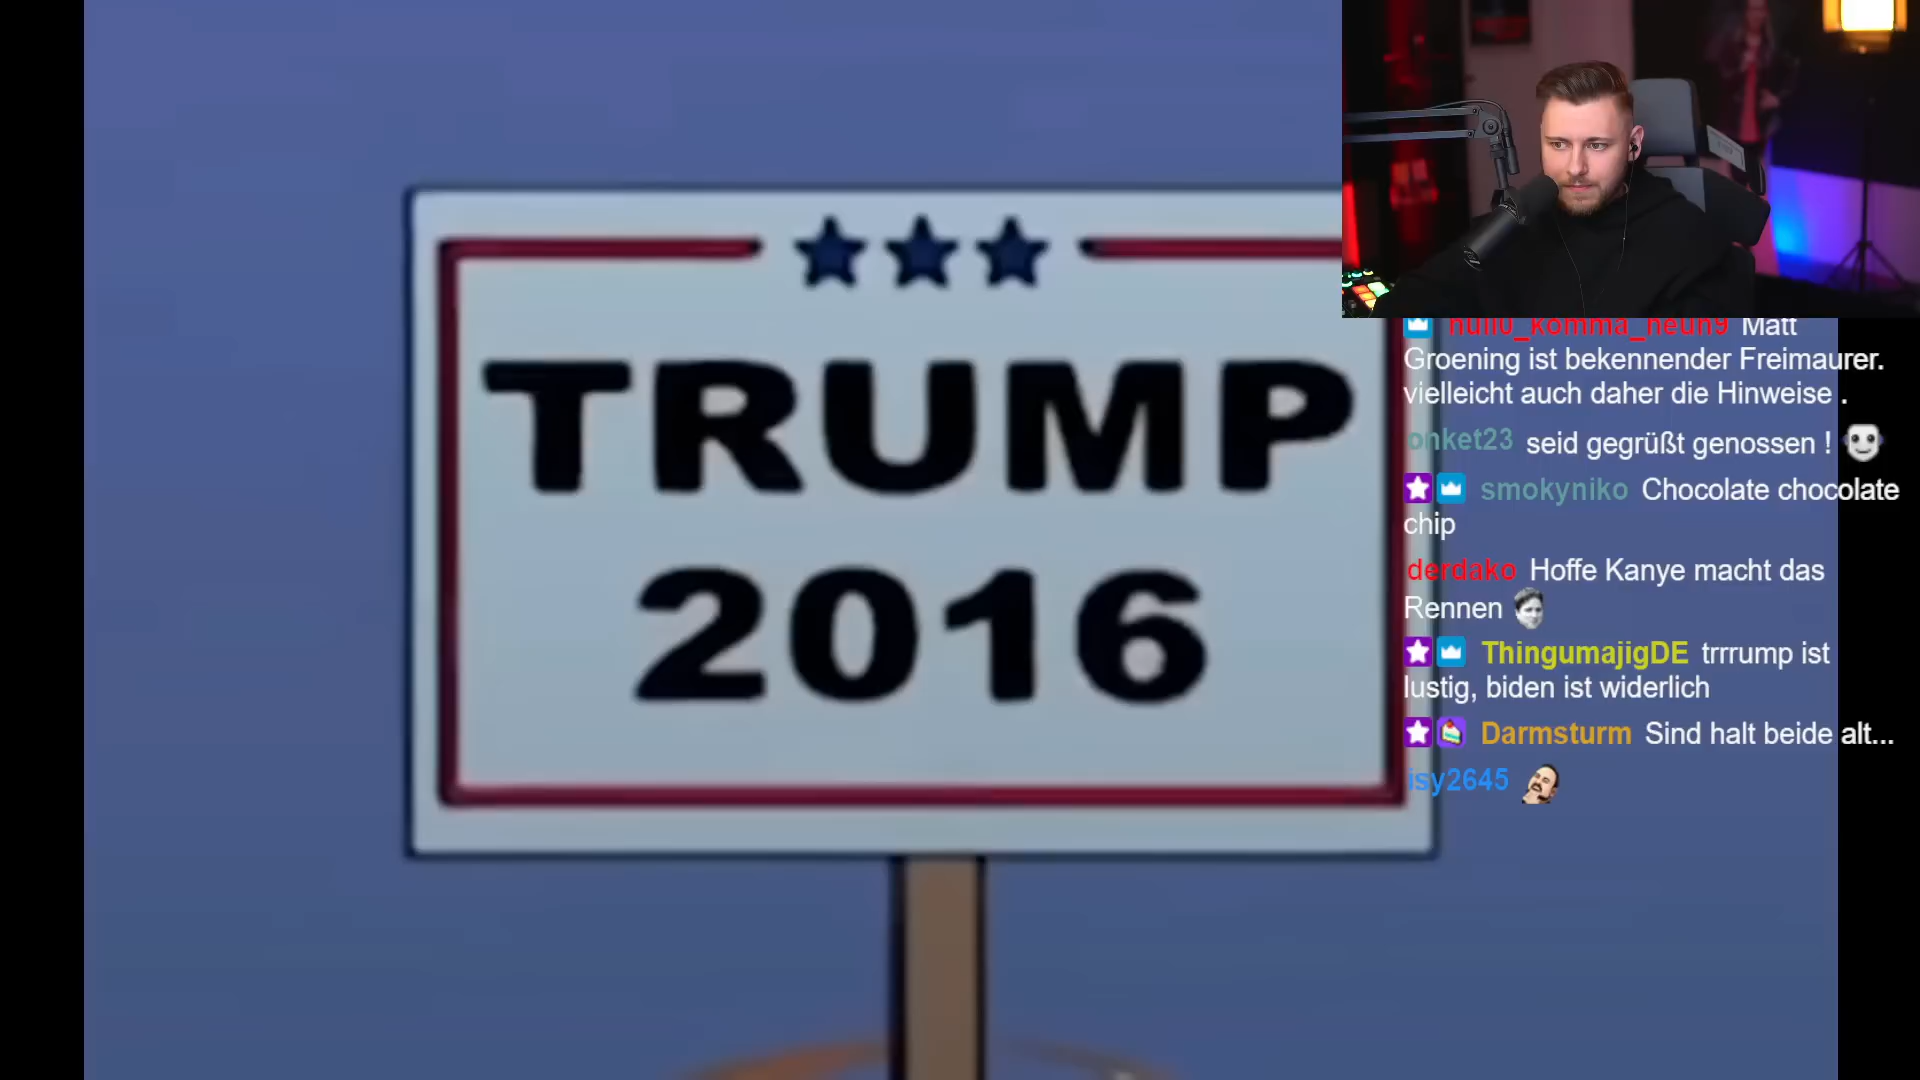 TRUMP
2016
null0_komma_neun9 Matt
Groening ist bekennender Freimaurer.
vielleicht auch daher die Hinweise .
onket23 seid gegrüßt genossen !
smokyniko Chocolate chocolate
chip
derdako Hoffe Kanye macht das
Rennen
ThingumajigDE trrrump ist
lustig, biden ist widerlich
Darmsturm Sind halt beide alt...
isy2645